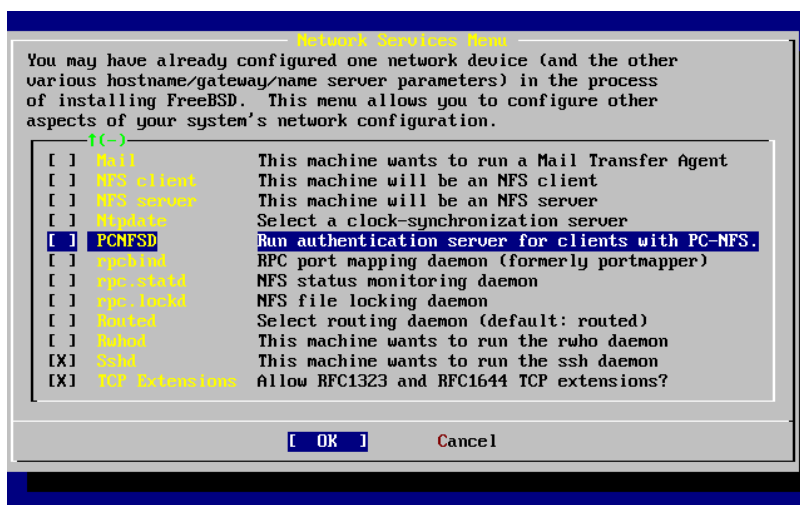 Network Services Menu
You may have already configured one network device (and the other
various hostname/gateway/name server parameters) in the process
of installing FreeBSD.  This menu allows you to configure other
aspects of your system's network configuration.
↑(-)
[ ] Mail This machine wants to run a Mail Transfer Agent
[ ] NFS client This machine will be an NFS client
[ ] NFS server This machine will be an NFS server
[ ] Ntpdate Select a clock-synchronization server
[ ] PCNFSD Run authentication server for clients with PC-NFS.
[ ] rpcbind RPC port mapping daemon (formerly portmapper)
[ ] rpc.statd NFS status monitoring daemon
[ ] rpc.lockd NFS file locking daemon
[ ] Routed Select routing daemon (default: routed)
[ ] Rwhod This machine wants to run the rwho daemon
[X] Sshd This machine wants to run the ssh daemon
[X] TCP Extensions Allow RFC1323 and RFC1644 TCP extensions?
[ OK ] Cancel